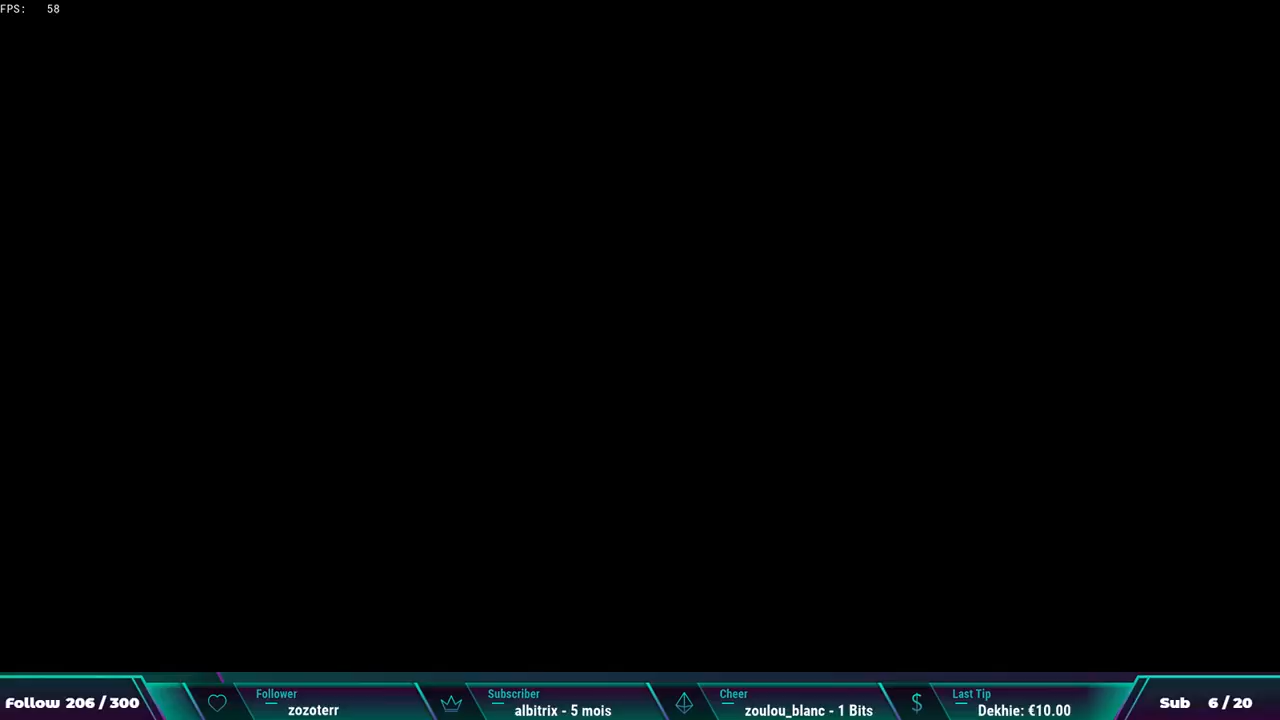 FPS: 58
Follow 206 / 300
Follower
zozoterr
Subscriber
albitrix - 5 mois
Cheer
zoulou_blanc - 1 Bits
$
Last Tip
Dekhie: €10.00
Sub 6 / 20